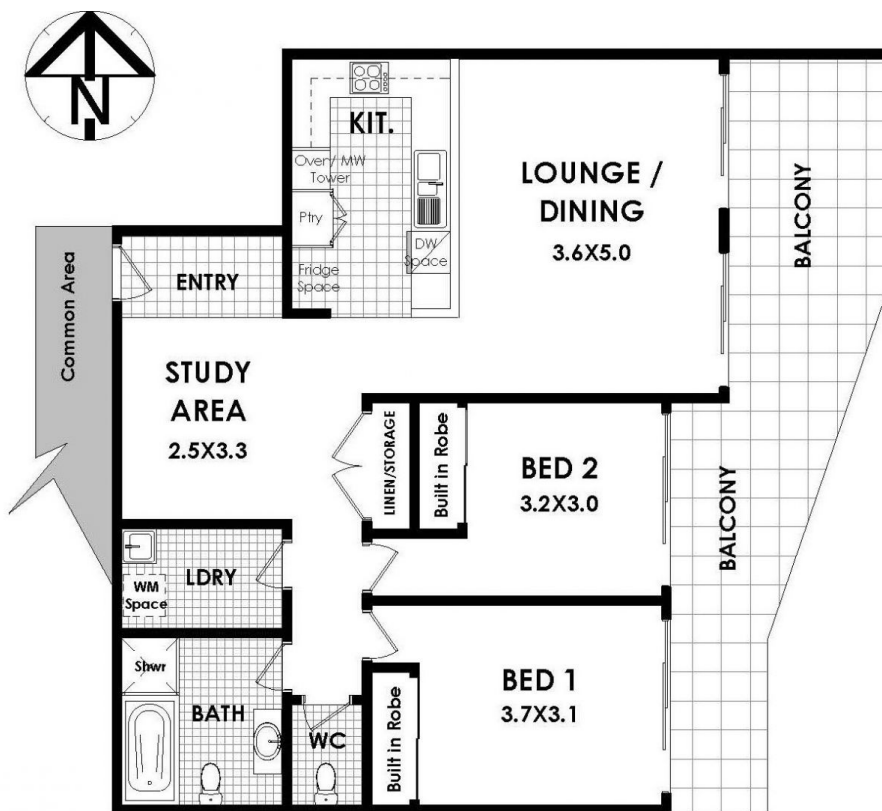 N
KIT.
Oven/ MW
Tower
Ptry
Fridge
Space
DW
Space
LOUNGE /
DINING
3.6X5.0
BALCONY
Common Area
ENTRY
STUDY
AREA
2.5X3.3
LINEN/STORAGE
Built in Robe
BED 2
3.2X3.0
BALCONY
LDRY
WM
Space
Shwr
BATH
WC
Built in Robe
BED 1
3.7X3.1